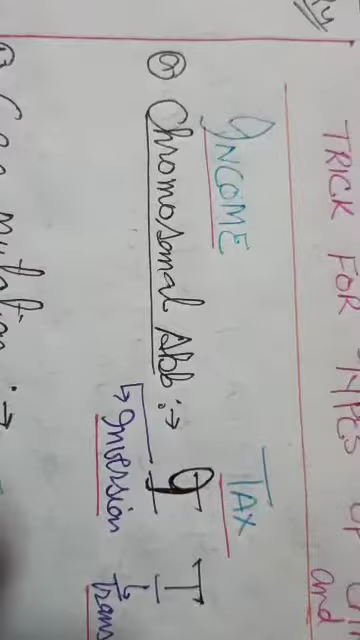 TRICK FOR TYPES OF
and
INCOME TAX
Chromosomal Abb :→ I T
↳ Inversion ↳ Trans
mutation :→